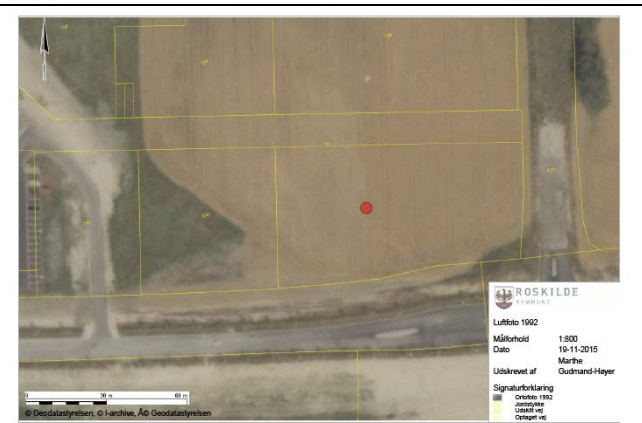 ROSKILDE
KOMMUNE
Luftfoto 1992
Målforhold 1:800
Dato 19-11-2015
Marthe
Udskrevet af Gudmand-Høyer
Signaturforklaring
Ortofoto 1992
Jordstykke
Udskilt vej
Optaget vej
0 30 m 60 m
© Geodatastyrelsen, © I-archive, Â© Geodatastyrelsen